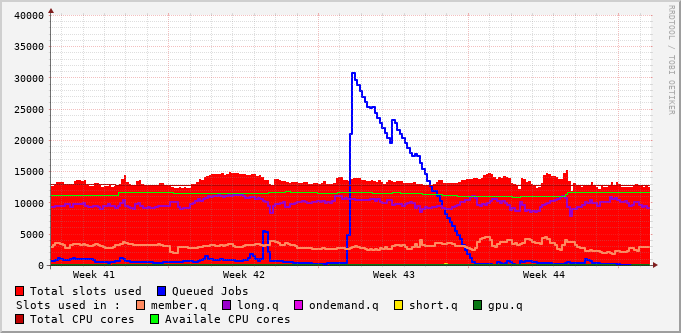 40000
35000
30000
25000
20000
15000
10000
5000
0
Week 41 Week 42 Week 43 Week 44
RRDTOOL / TOBI OETIKER
Total slots used Queued Jobs
Slots used in : member.q long.q ondemand.q short.q gpu.q
Total CPU cores Availale CPU cores